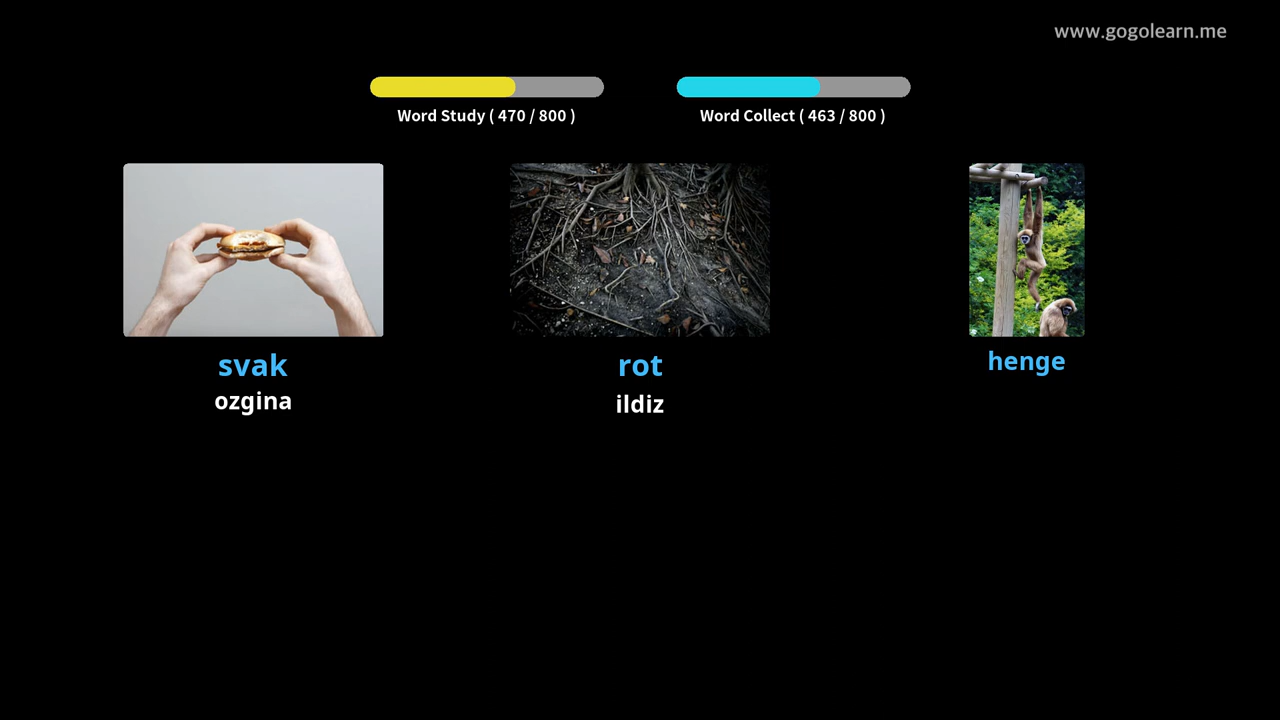 www.gogolearn.me
Word Study ( 470 / 800 )
Word Collect ( 463 / 800 )
svak
ozgina
rot
ildiz
henge